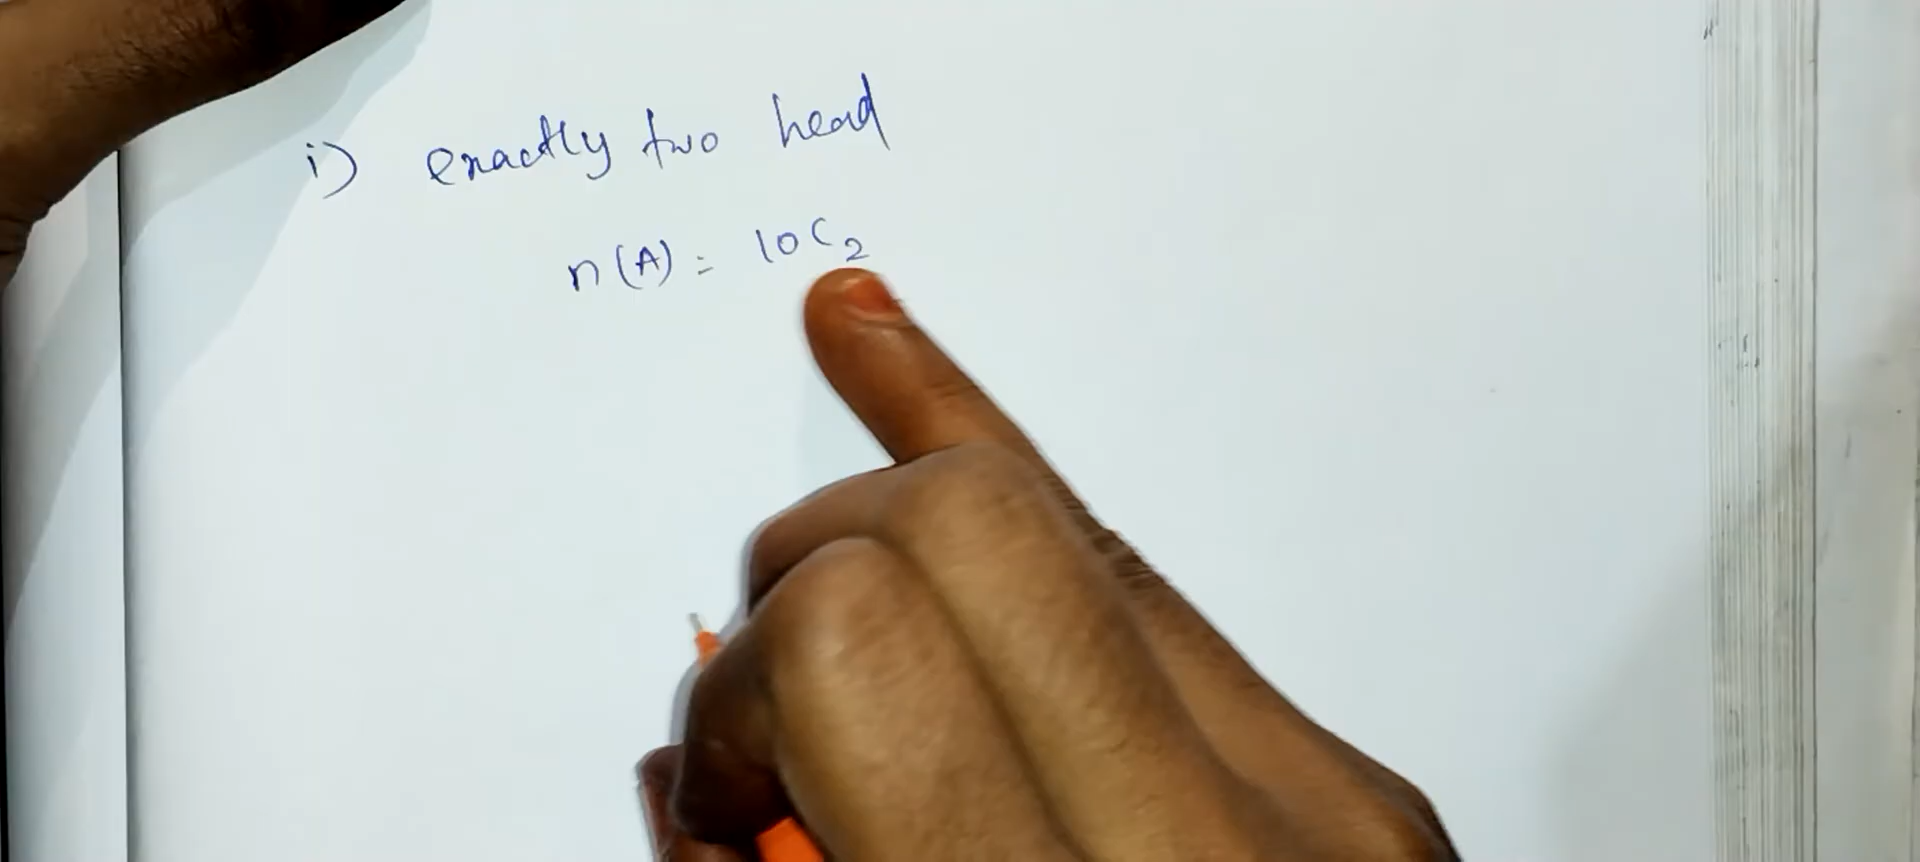 i) exactly two head
n(A) = 10C₂